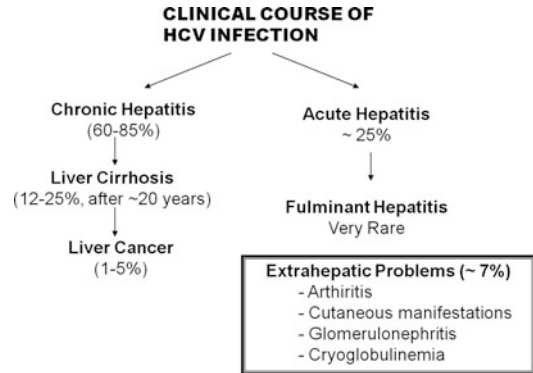 CLINICAL COURSE OF
HCV INFECTION
Chronic Hepatitis
(60-85%)
Liver Cirrhosis
(12-25%, after ~20 years)
Liver Cancer
(1-5%)
Acute Hepatitis
~ 25%
Fulminant Hepatitis
Very Rare
Extrahepatic Problems (~ 7%)
- Arthiritis
- Cutaneous manifestations
- Glomerulonephritis
- Cryoglobulinemia